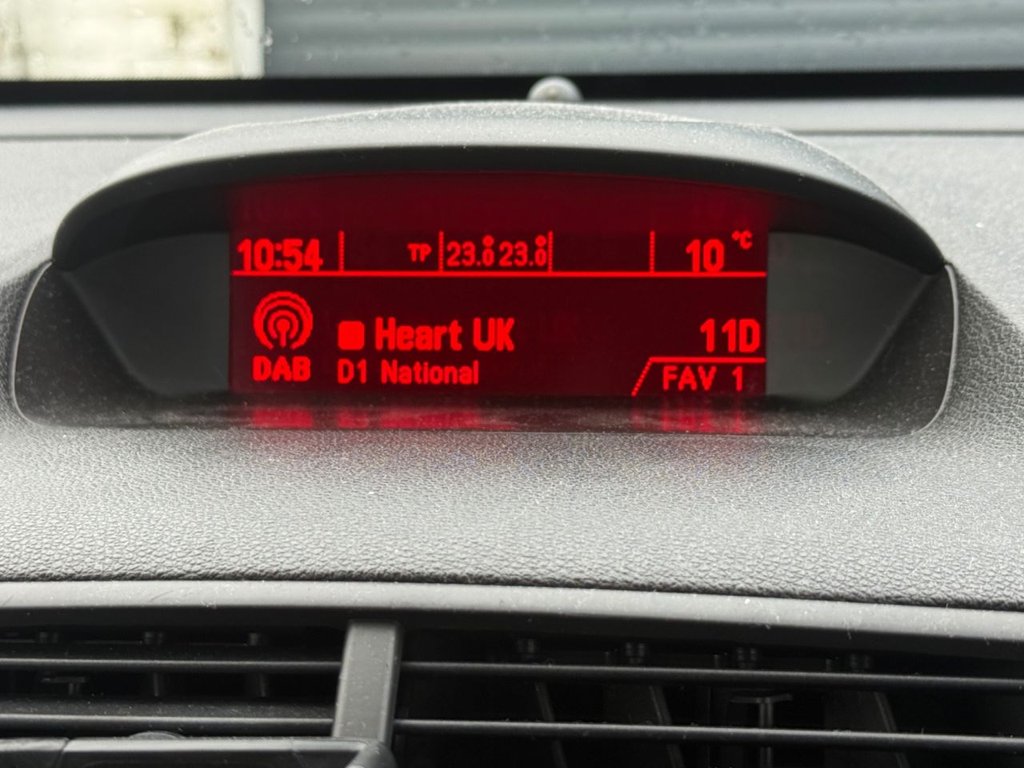 10:54 TP 23.0 23.0 10 °C
Heart UK 11D
DAB D1 National FAV 1